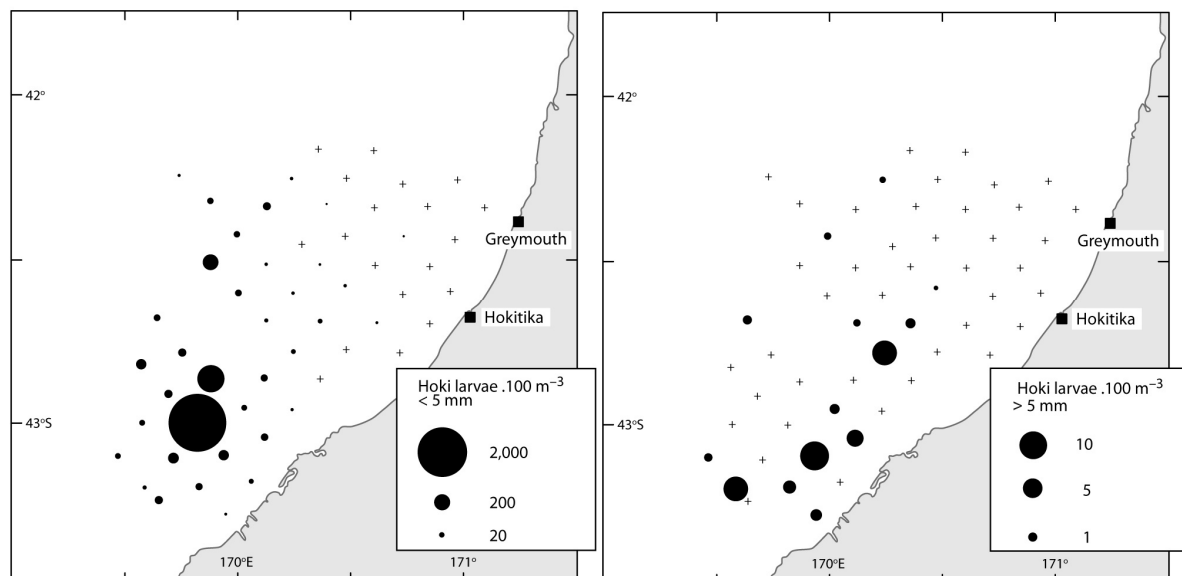 42°
Greymouth
Hokitika
Hoki larvae .100 m⁻³
< 5 mm
43°S
2,000
200
20
170°E
171°
42°
Greymouth
Hokitika
Hoki larvae .100 m⁻³
> 5 mm
43°S
10
5
1
170°E
171°